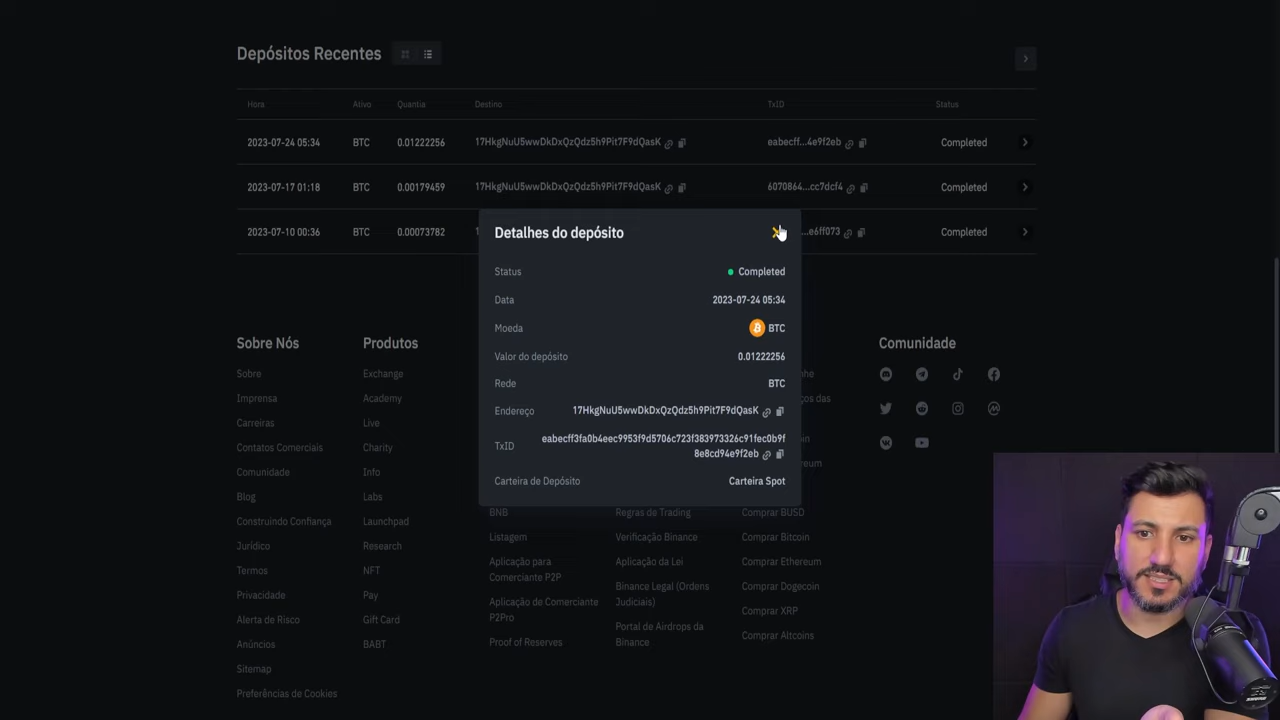 Depósitos Recentes
Hora Ativo Quantia Destino TxID Status
2023-07-24 05:34 BTC 0.01222256 17HkgNuU5wwDkDxQzQdz5h9Pit7F9dQasK eabecff...4e9f2eb Completed
2023-07-17 01:18 BTC 0.00179459 17HkgNuU5wwDkDxQzQdz5h9Pit7F9dQasK 6070864...cc7dcf4 Completed
2023-07-10 00:36 BTC 0.00073782 ...e6ff073 Completed
Detalhes do depósito
Status Completed
Data 2023-07-24 05:34
Moeda BTC
Valor do depósito 0.01222256
Rede BTC
Endereço 17HkgNuU5wwDkDxQzQdz5h9Pit7F9dQasK
TxID eabecff3fa0b4eec9953f9d5706c723f383973326c91fec0b9f
8e8cd94e9f2eb
Carteira de Depósito Carteira Spot
Sobre Nós
Sobre
Imprensa
Carreiras
Contatos Comerciais
Comunidade
Blog
Construindo Confiança
Jurídico
Termos
Privacidade
Alerta de Risco
Anúncios
Sitemap
Preferências de Cookies
Produtos
Exchange
Academy
Live
Charity
Info
Labs
Launchpad
Research
NFT
Pay
Gift Card
BABT
BNB
Listagem
Aplicação para
Comerciante P2P
Aplicação de Comerciante
P2Pro
Proof of Reserves
Regras de Trading
Verificação Binance
Aplicação da Lei
Binance Legal (Ordens
Judiciais)
Portal de Airdrops da
Binance
Comprar BUSD
Comprar Bitcoin
Comprar Ethereum
Comprar Dogecoin
Comprar XRP
Comprar Altcoins
Comunidade